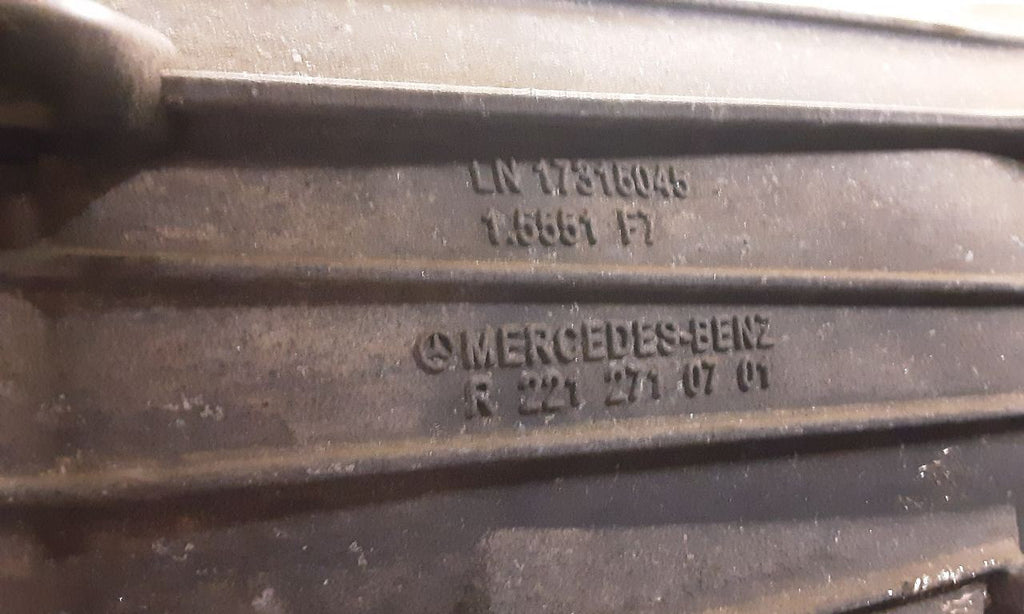 LN 17316045
1.5551 F7
MERCEDES-BENZ
R 221 271 07 01